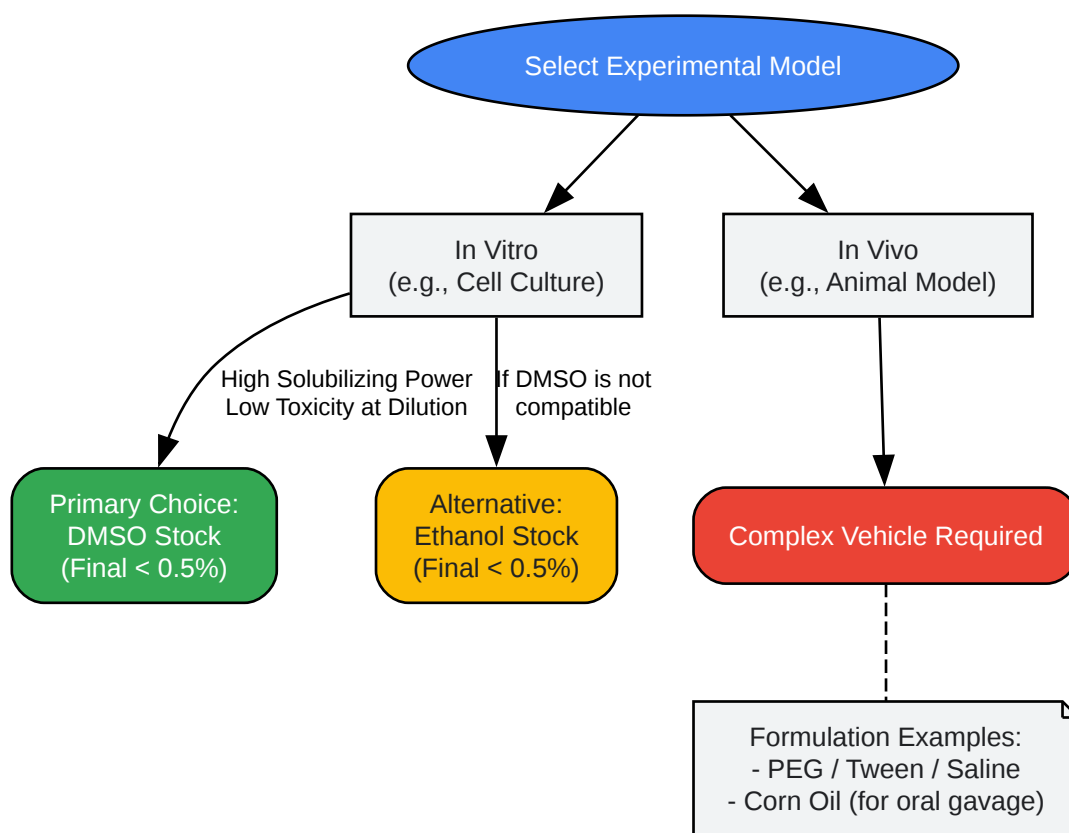 Select Experimental Model
In Vitro
(e.g., Cell Culture)
In Vivo
(e.g., Animal Model)
High Solubilizing Power
Low Toxicity at Dilution
If DMSO is not
compatible
Primary Choice:
DMSO Stock
(Final < 0.5%)
Alternative:
Ethanol Stock
(Final < 0.5%)
Complex Vehicle Required
Formulation Examples:
- PEG / Tween / Saline
- Corn Oil (for oral gavage)